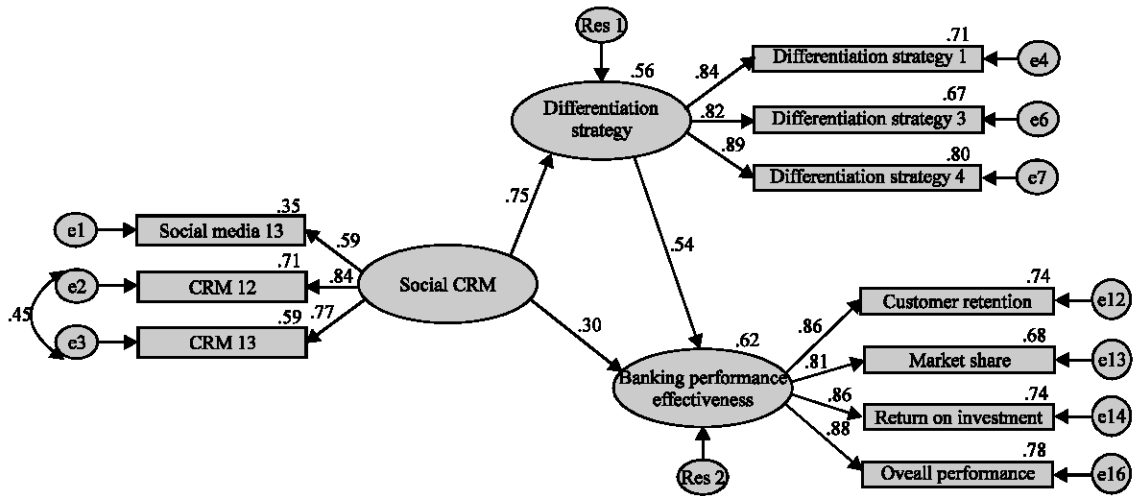 Res 1
.56
Differentiation
strategy
.84
.82
.89
.71
Differentiation strategy 1
e4
.67
Differentiation strategy 3
e6
.80
Differentiation strategy 4
e7
.75
.54
e1
.35
Social media 13
.59
e2
.71
CRM 12
.84
Social CRM
.45
e3
.59
CRM 13
.77
.30
.62
Banking performance
effectiveness
Res 2
.86
.81
.86
.88
.74
Customer retention
e12
.68
Market share
e13
.74
Return on investment
e14
.78
Oveall performance
e16